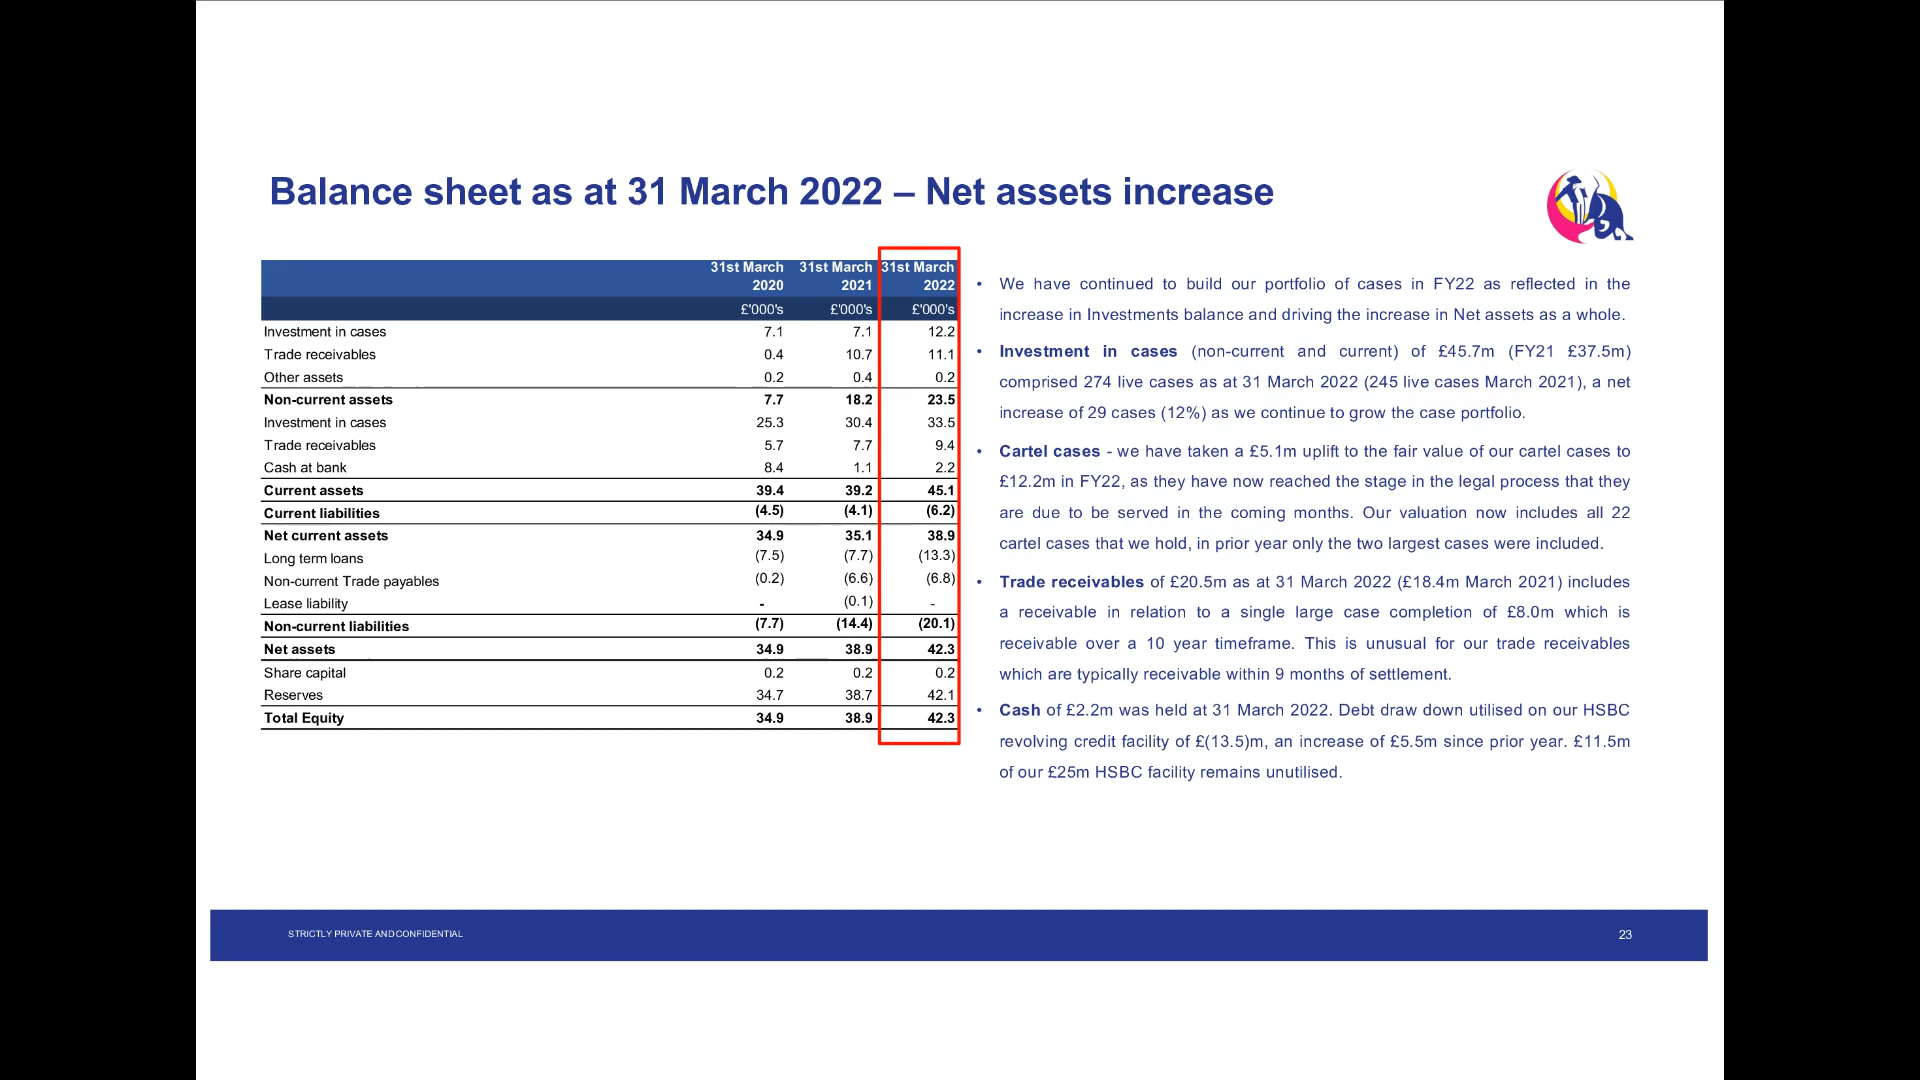 Balance sheet as at 31 March 2022 – Net assets increase
31st March 2020 31st March 2021 31st March 2022
£'000's £'000's £'000's
Investment in cases 7.1 7.1 12.2
Trade receivables 0.4 10.7 11.1
Other assets 0.2 0.4 0.2
Non-current assets 7.7 18.2 23.5
Investment in cases 25.3 30.4 33.5
Trade receivables 5.7 7.7 9.4
Cash at bank 8.4 1.1 2.2
Current assets 39.4 39.2 45.1
Current liabilities (4.5) (4.1) (6.2)
Net current assets 34.9 35.1 38.9
Long term loans (7.5) (7.7) (13.3)
Non-current Trade payables (0.2) (6.6) (6.8)
Lease liability - (0.1) -
Non-current liabilities (7.7) (14.4) (20.1)
Net assets 34.9 38.9 42.3
Share capital 0.2 0.2 0.2
Reserves 34.7 38.7 42.1
Total Equity 34.9 38.9 42.3
• We have continued to build our portfolio of cases in FY22 as reflected in the
increase in Investments balance and driving the increase in Net assets as a whole.
• Investment in cases (non-current and current) of £45.7m (FY21 £37.5m)
comprised 274 live cases as at 31 March 2022 (245 live cases March 2021), a net
increase of 29 cases (12%) as we continue to grow the case portfolio.
• Cartel cases - we have taken a £5.1m uplift to the fair value of our cartel cases to
£12.2m in FY22, as they have now reached the stage in the legal process that they
are due to be served in the coming months. Our valuation now includes all 22
cartel cases that we hold, in prior year only the two largest cases were included.
• Trade receivables of £20.5m as at 31 March 2022 (£18.4m March 2021) includes
a receivable in relation to a single large case completion of £8.0m which is
receivable over a 10 year timeframe. This is unusual for our trade receivables
which are typically receivable within 9 months of settlement.
• Cash of £2.2m was held at 31 March 2022. Debt draw down utilised on our HSBC
revolving credit facility of £(13.5)m, an increase of £5.5m since prior year. £11.5m
of our £25m HSBC facility remains unutilised.
STRICTLY PRIVATE AND CONFIDENTIAL
23